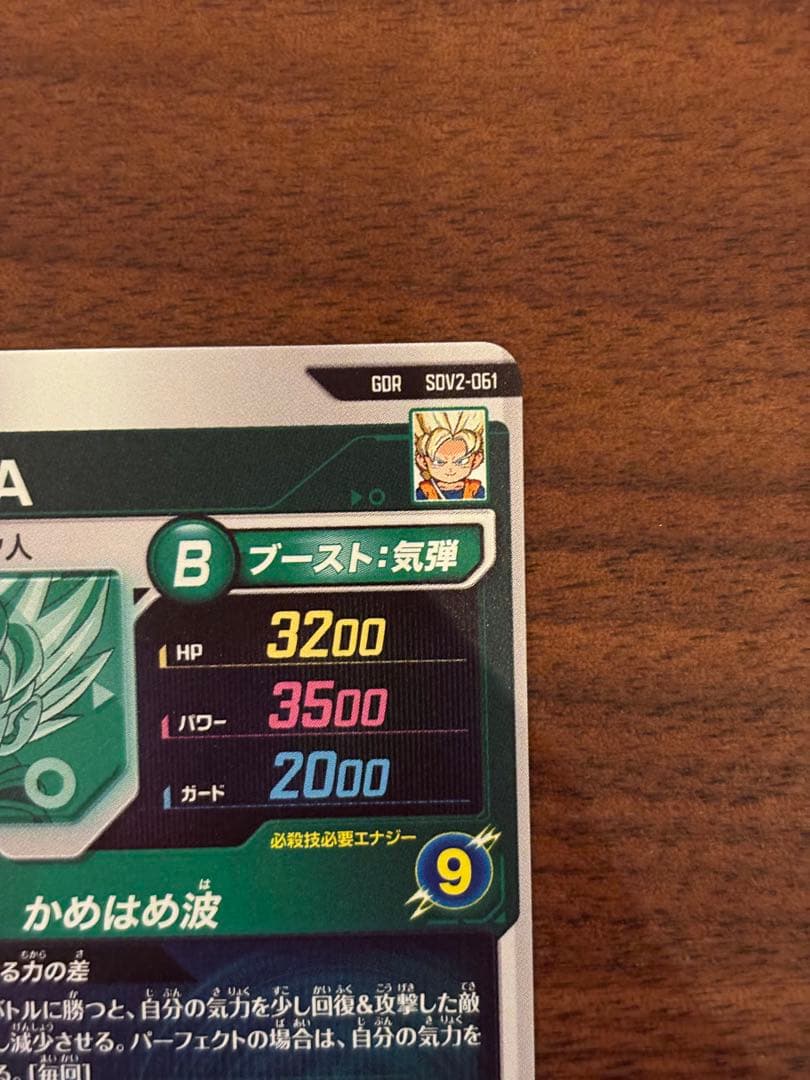 GDR SDV2-061
A
人
B ブースト:気弾
HP 3200
パワー 3500
ガード 2000
必殺技必要エナジー
9
かめはめ波
る力の差
バトルに勝つと、自分の気力を少し回復&攻撃した敵
し減少させる。パーフェクトの場合は、自分の気力を
る。[毎回]